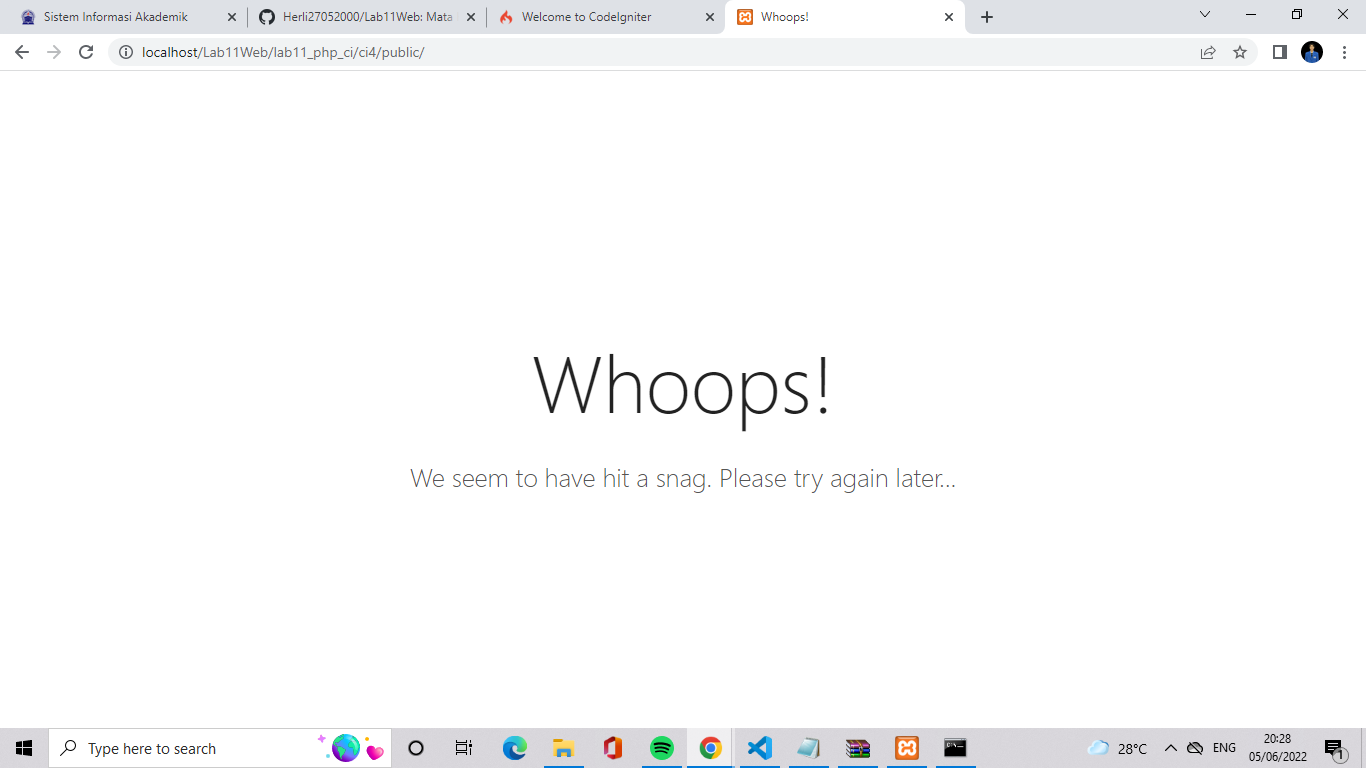 Sistem Informasi Akademik
Herli27052000/Lab11Web: Mata
Welcome to CodeIgniter
Whoops!
localhost/Lab11Web/lab11_php_ci/ci4/public/
Whoops!
We seem to have hit a snag. Please try again later...
Type here to search
28°C
ENG
20:28
05/06/2022
1